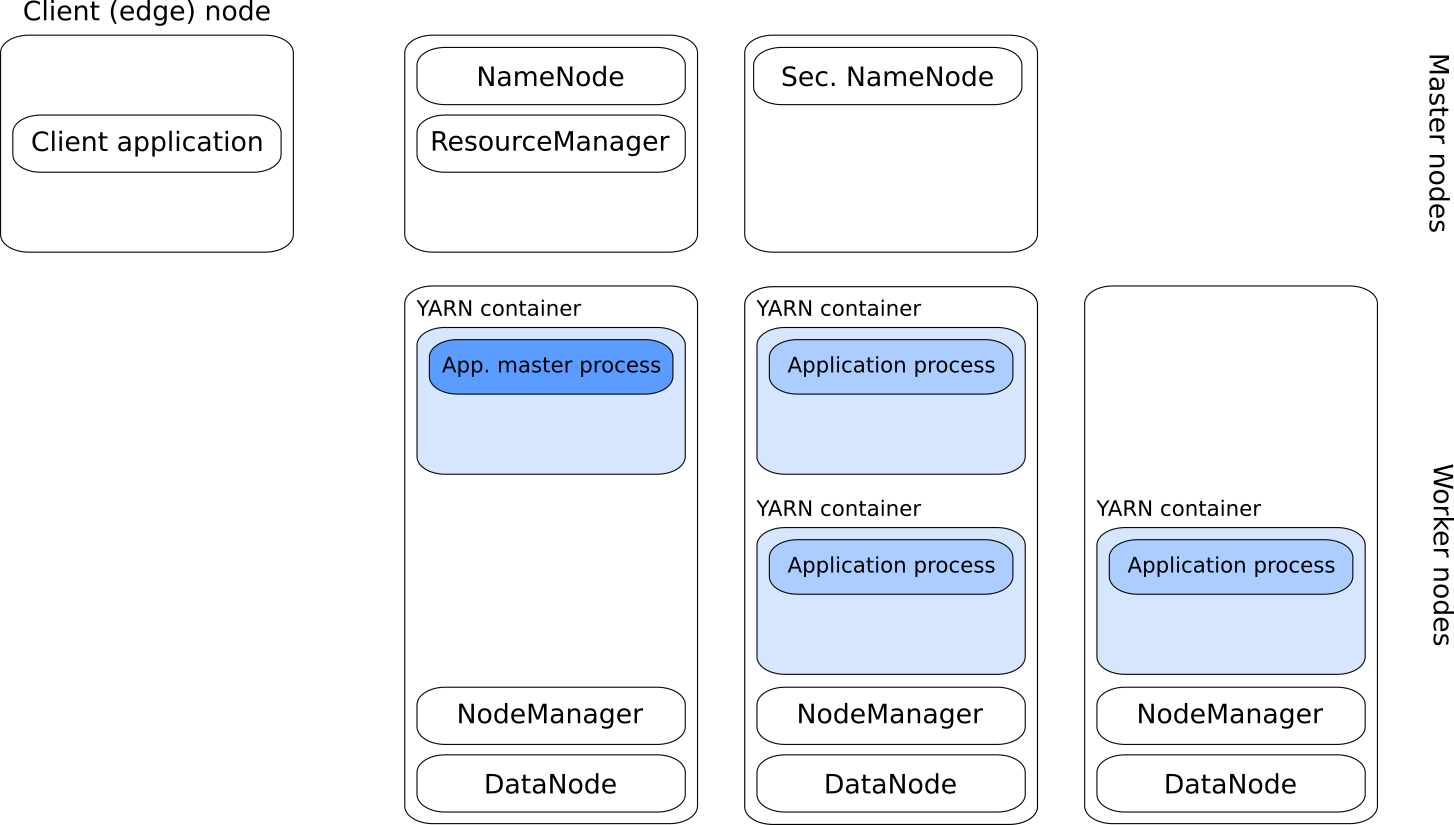 Client (edge) node
Client application
NameNode
ResourceManager
Sec. NameNode
Master nodes
YARN container
App. master process
NodeManager
DataNode
YARN container
Application process
YARN container
Application process
NodeManager
DataNode
YARN container
Application process
NodeManager
DataNode
Worker nodes